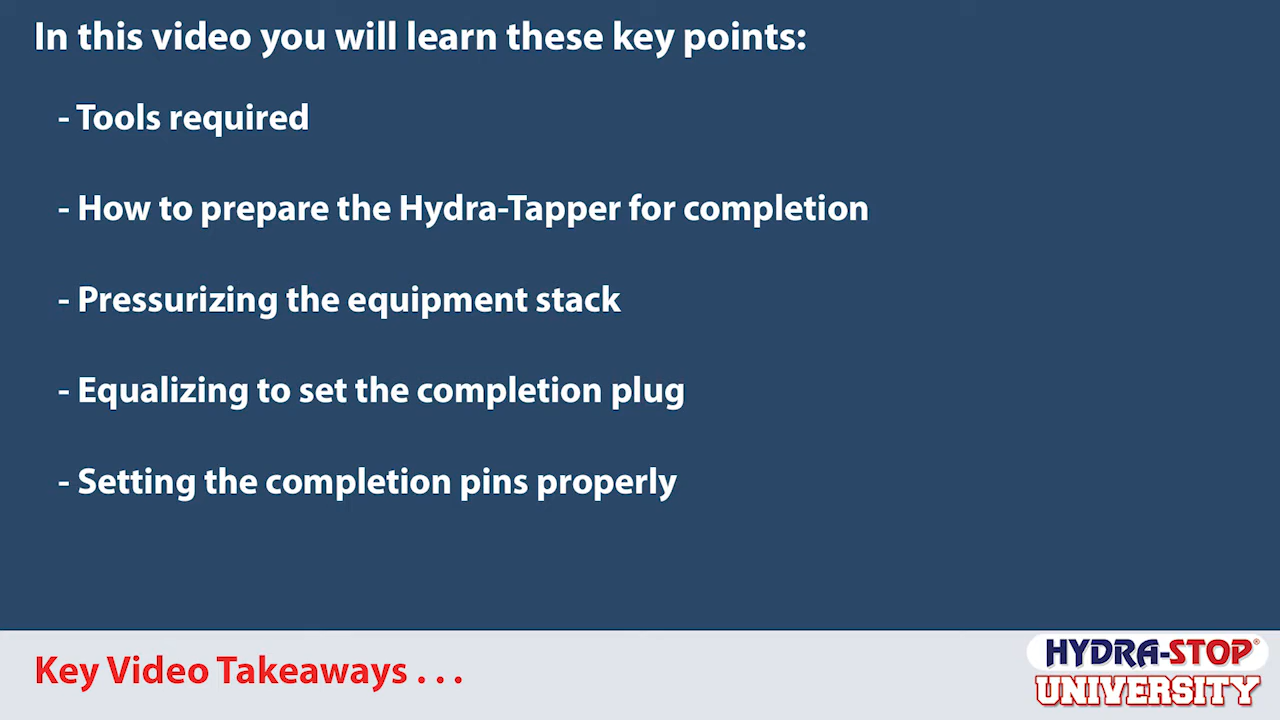 In this video you will learn these key points:
- Tools required
- How to prepare the Hydra-Tapper for completion
- Pressurizing the equipment stack
- Equalizing to set the completion plug
- Setting the completion pins properly
Key Video Takeaways . . .
HYDRA-STOP®
UNIVERSITY